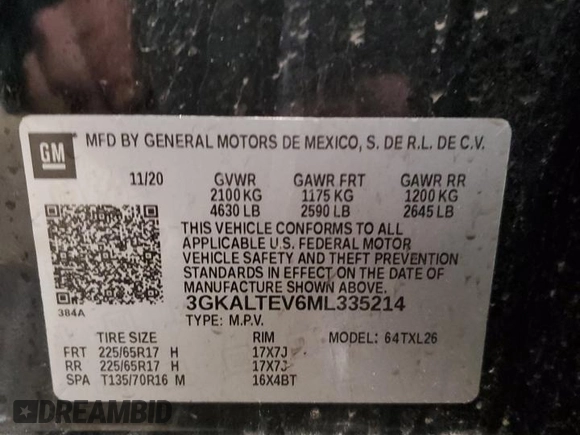 GM
MFD BY GENERAL MOTORS DE MEXICO, S. DE R.L. DE C.V.
11/20 GVWR GAWR FRT GAWR RR
2100 KG 1175 KG 1200 KG
4630 LB 2590 LB 2645 LB
THIS VEHICLE CONFORMS TO ALL
APPLICABLE U.S. FEDERAL MOTOR
VEHICLE SAFETY AND THEFT PREVENTION
STANDARDS IN EFFECT ON THE DATE OF
MANUFACTURE SHOWN ABOVE.
384A
3GKALTEV6ML335214
TYPE: M.P.V. MODEL: 64TXL26
TIRE SIZE RIM
FRT 225/65R17 H 17X7J
RR 225/65R17 H 17X7J
SPA T135/70R16 M 16X4BT
DREAMBID